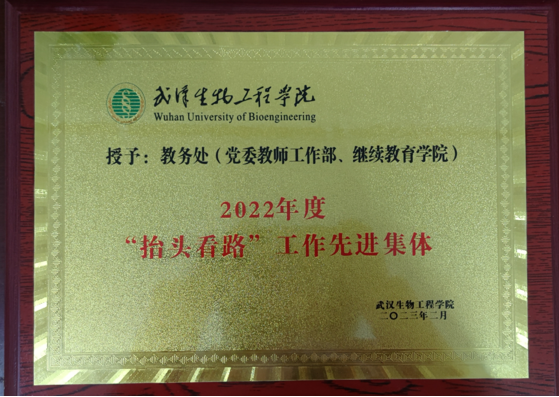 武汉生物工程学院
Wuhan University of Bioengineering
授予：教务处（党委教师工作部、继续教育学院）
2022年度
“抬头看路”工作先进集体
武汉生物工程学院
二〇二三年二月